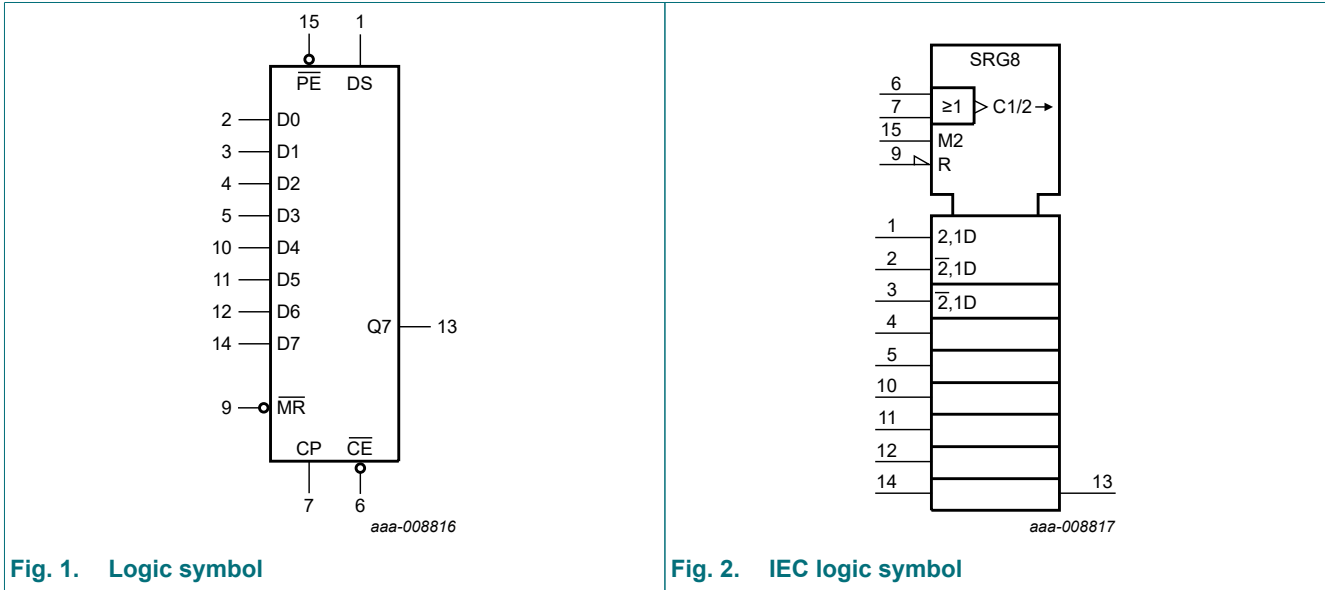 15 1
P̅E̅ DS
2 D0
3 D1
4 D2
5 D3
10 D4
11 D5
12 D6
14 D7
Q7 13
9 M̅R̅
CP C̅E̅
7 6
aaa-008816
Fig. 1. Logic symbol
SRG8
6
7 ≥1 C1/2→
15 M2
9 R
1 2,1D
2 2̅,1D
3 2̅,1D
4
5
10
11
12
14 13
aaa-008817
Fig. 2. IEC logic symbol